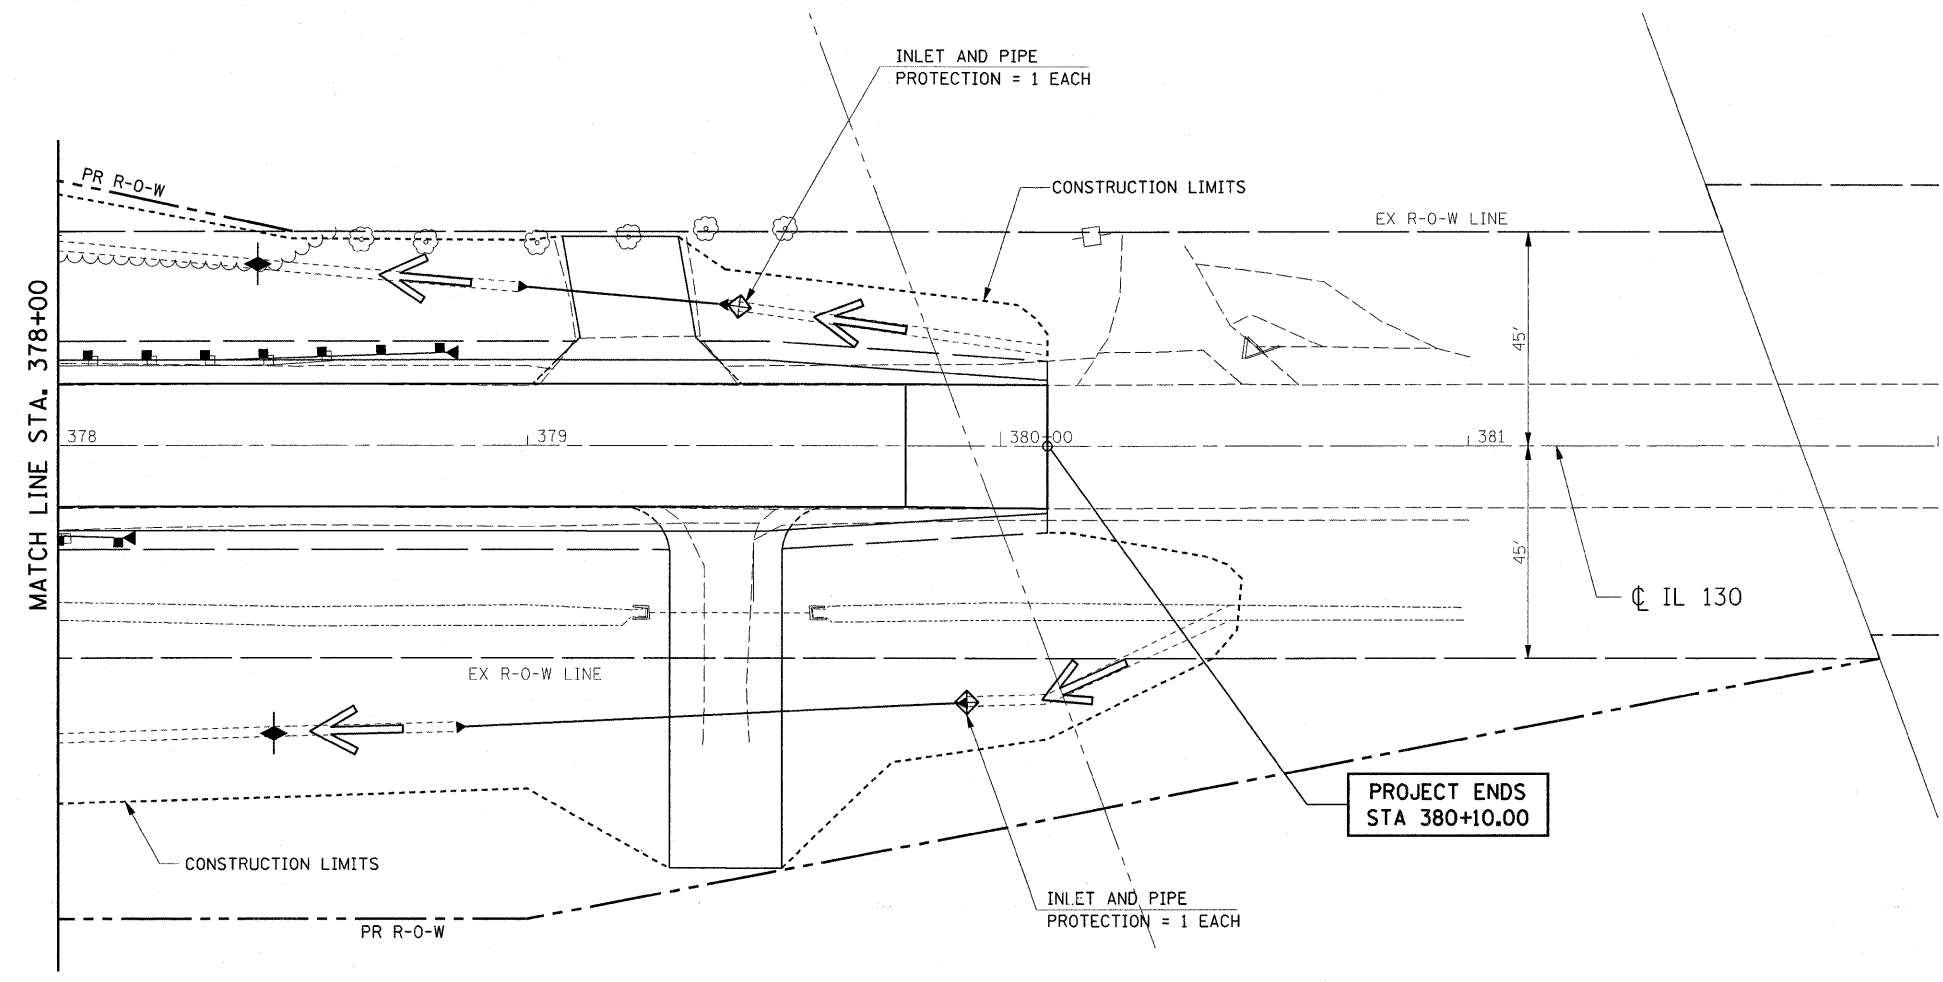 INLET AND PIPE
PROTECTION = 1 EACH
PR R-O-W
CONSTRUCTION LIMITS
EX R-O-W LINE
MATCH LINE STA. 378+00
45'
378
379
380+00
381
45'
℄ IL 130
EX R-O-W LINE
PROJECT ENDS
STA 380+10.00
CONSTRUCTION LIMITS
INLET AND PIPE
PROTECTION = 1 EACH
PR R-O-W